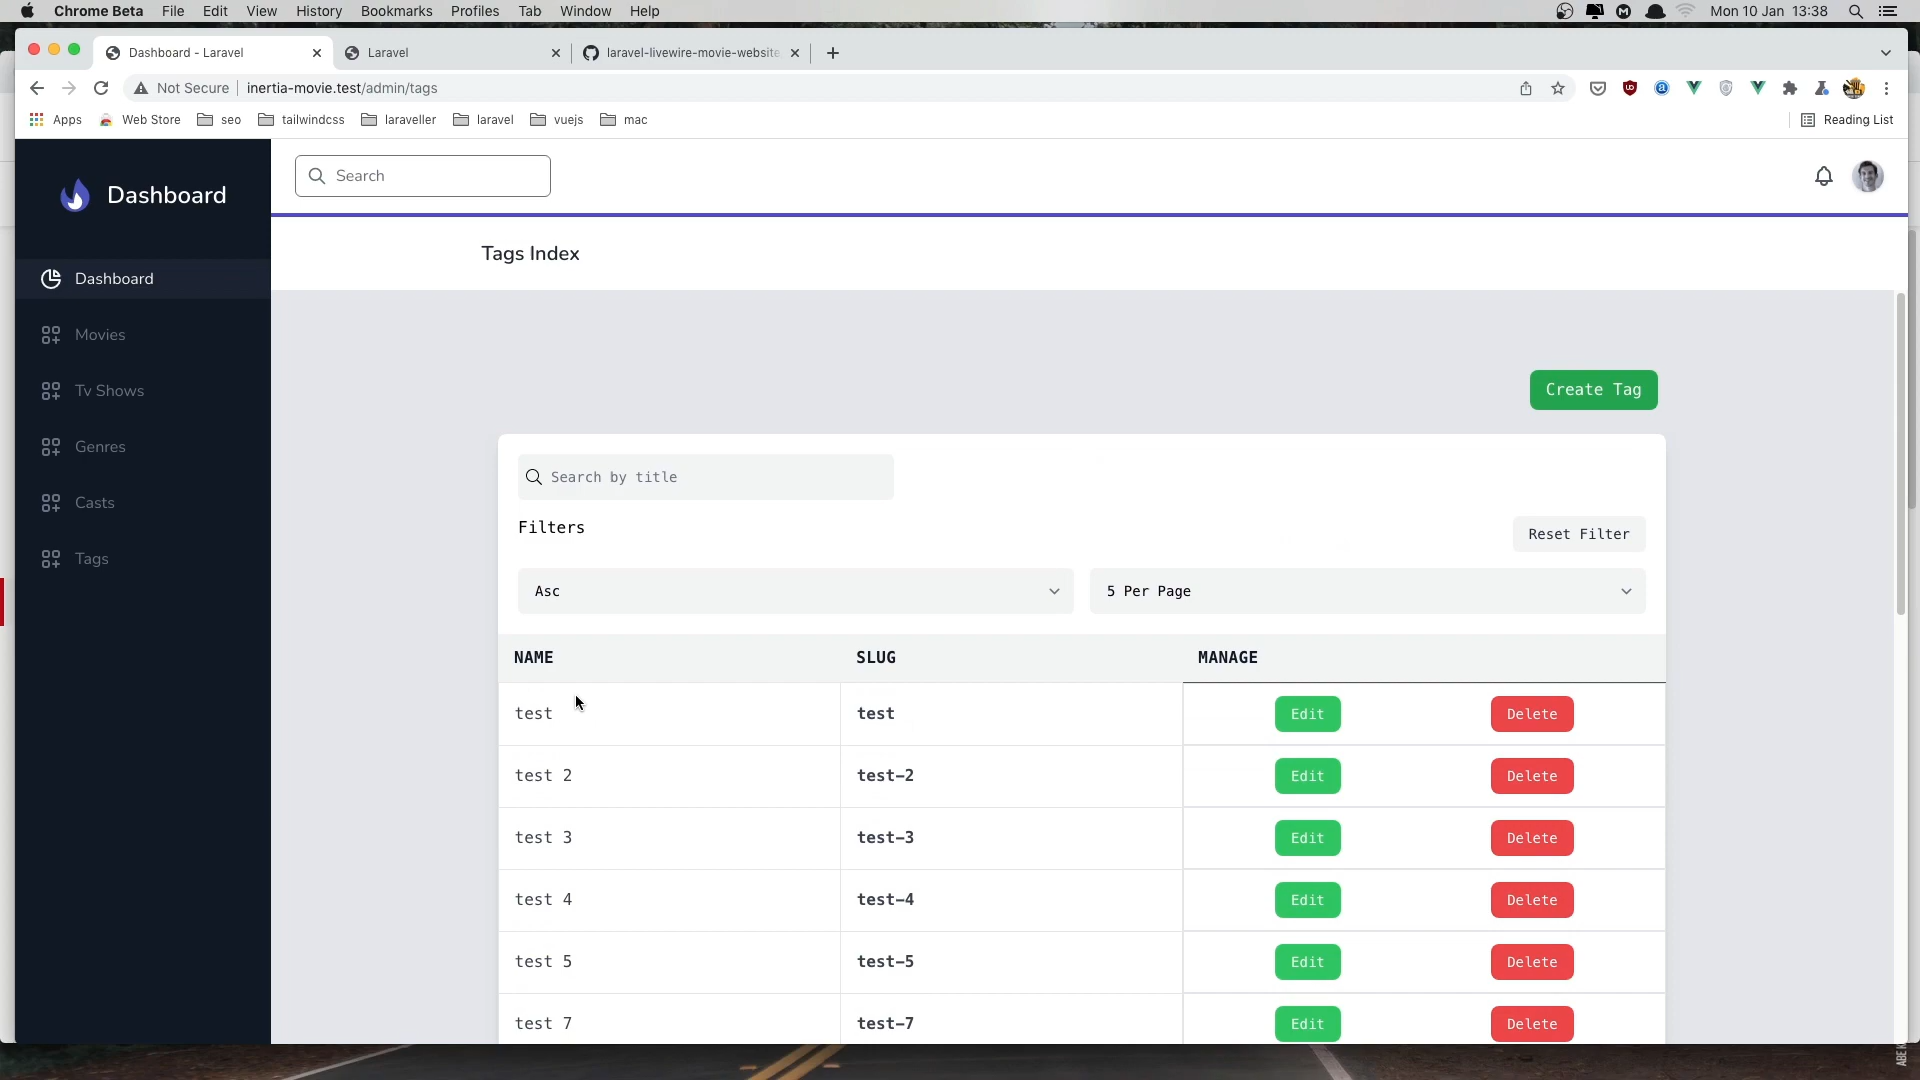 Chrome Beta File Edit View History Bookmarks Profiles Tab Window Help Mon 10 Jan 13:38
Dashboard - Laravel Laravel laravel-livewire-movie-website
Not Secure inertia-movie.test/admin/tags
Apps Web Store seo tailwindcss laraveller laravel vuejs mac Reading List
Dashboard
Search
Tags Index
Dashboard
Movies
Tv Shows
Genres
Casts
Tags
Create Tag
Search by title
Filters
Reset Filter
Asc 5 Per Page
NAME SLUG MANAGE
test test Edit Delete
test 2 test-2 Edit Delete
test 3 test-3 Edit Delete
test 4 test-4 Edit Delete
test 5 test-5 Edit Delete
test 7 test-7 Edit Delete